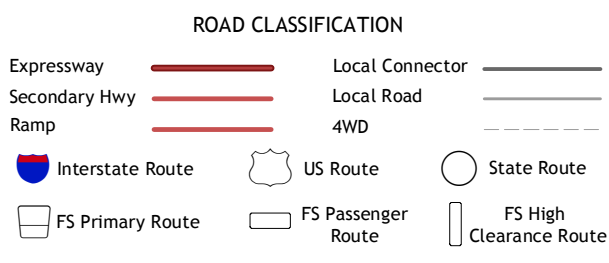 ROAD CLASSIFICATION
Expressway
Local Connector
Secondary Hwy
Local Road
Ramp
4WD
Interstate Route
US Route
State Route
FS Primary Route
FS Passenger
Route
FS High
Clearance Route